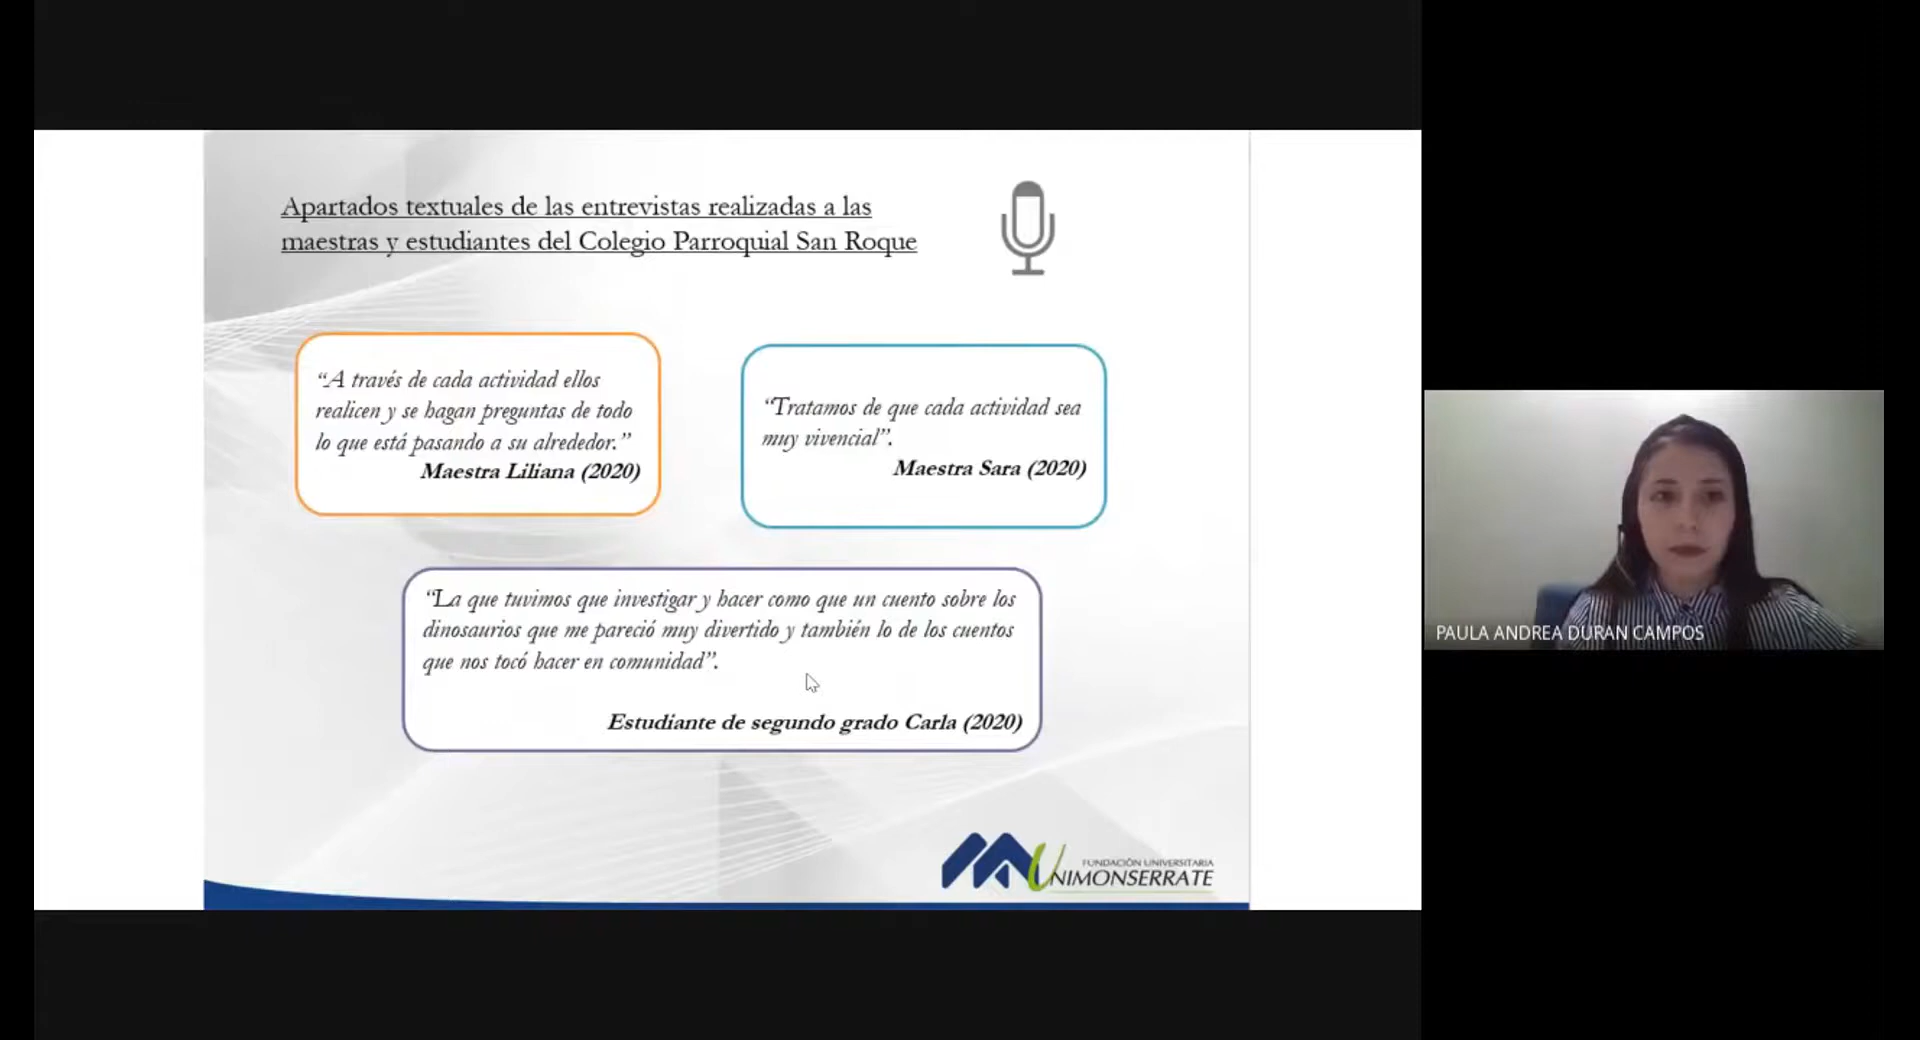 Apartados textuales de las entrevistas realizadas a las
maestras y estudiantes del Colegio Parroquial San Roque
“A través de cada actividad ellos
realicen y se hagan preguntas de todo
lo que está pasando a su alrededor.”
Maestra Liliana (2020)
“Tratamos de que cada actividad sea
muy vivencial”.
Maestra Sara (2020)
“La que tuvimos que investigar y hacer como que un cuento sobre los
dinosaurios que me pareció muy divertido y también lo de los cuentos
que nos tocó hacer en comunidad”.
Estudiante de segundo grado Carla (2020)
FUNDACIÓN UNIVERSITARIA
UNIMONSERRATE
PAULA ANDREA DURAN CAMPOS